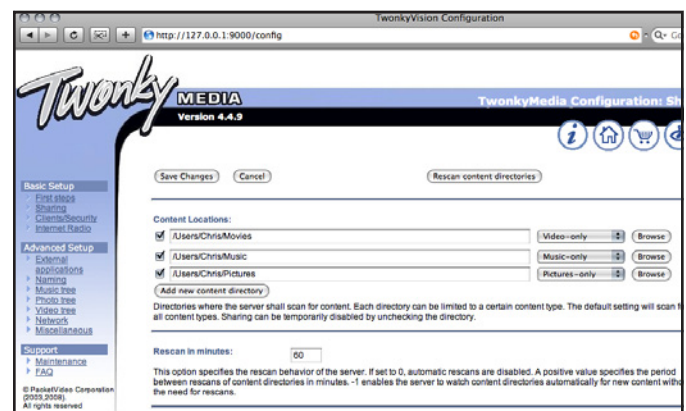 TwonkyVision Configuration
http://127.0.0.1:9000/config
Twonky
MEDIA
Version 4.4.9
TwonkyMedia Configuration: Sh
Save Changes
Cancel
Rescan content directories
Basic Setup
First steps
Sharing
Clients/Security
Internet Radio
Advanced Setup
External
applications
Naming
Music tree
Photo tree
Video tree
Network
Miscellaneous
Support
Maintenance
FAQ
© PacketVideo Corporation
(2003,2008).
All rights reserved
Content Locations:
/Users/Chris/Movies
Video-only
Browse
/Users/Chris/Music
Music-only
Browse
/Users/Chris/Pictures
Pictures-only
Browse
Add new content directory
Directories where the server shall scan for content. Each directory can be limited to a certain content type. The default setting will scan f
all content types. Sharing can be temporarily disabled by unchecking the directory.
Rescan in minutes:
60
This option specifies the rescan behavior of the server. If set to 0, automatic rescans are disabled. A positive value specifies the period
between rescans of content directories in minutes. -1 enables the server to watch content directories automatically for new content witho
the need for rescans.